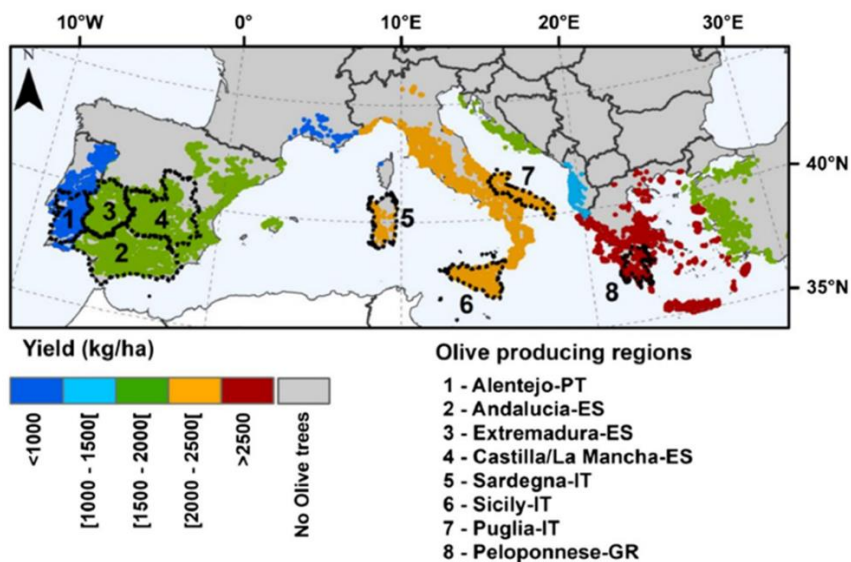 10°W 0° 10°E 20°E 30°E
N
40°N
35°N
1 3 4 2 5 6 7 8
Yield (kg/ha)
<1000
[1000 - 1500[
[1500 - 2000[
[2000 - 2500[
>2500
No Olive trees
Olive producing regions
1 - Alentejo-PT
2 - Andalucia-ES
3 - Extremadura-ES
4 - Castilla/La Mancha-ES
5 - Sardegna-IT
6 - Sicily-IT
7 - Puglia-IT
8 - Peloponnese-GR